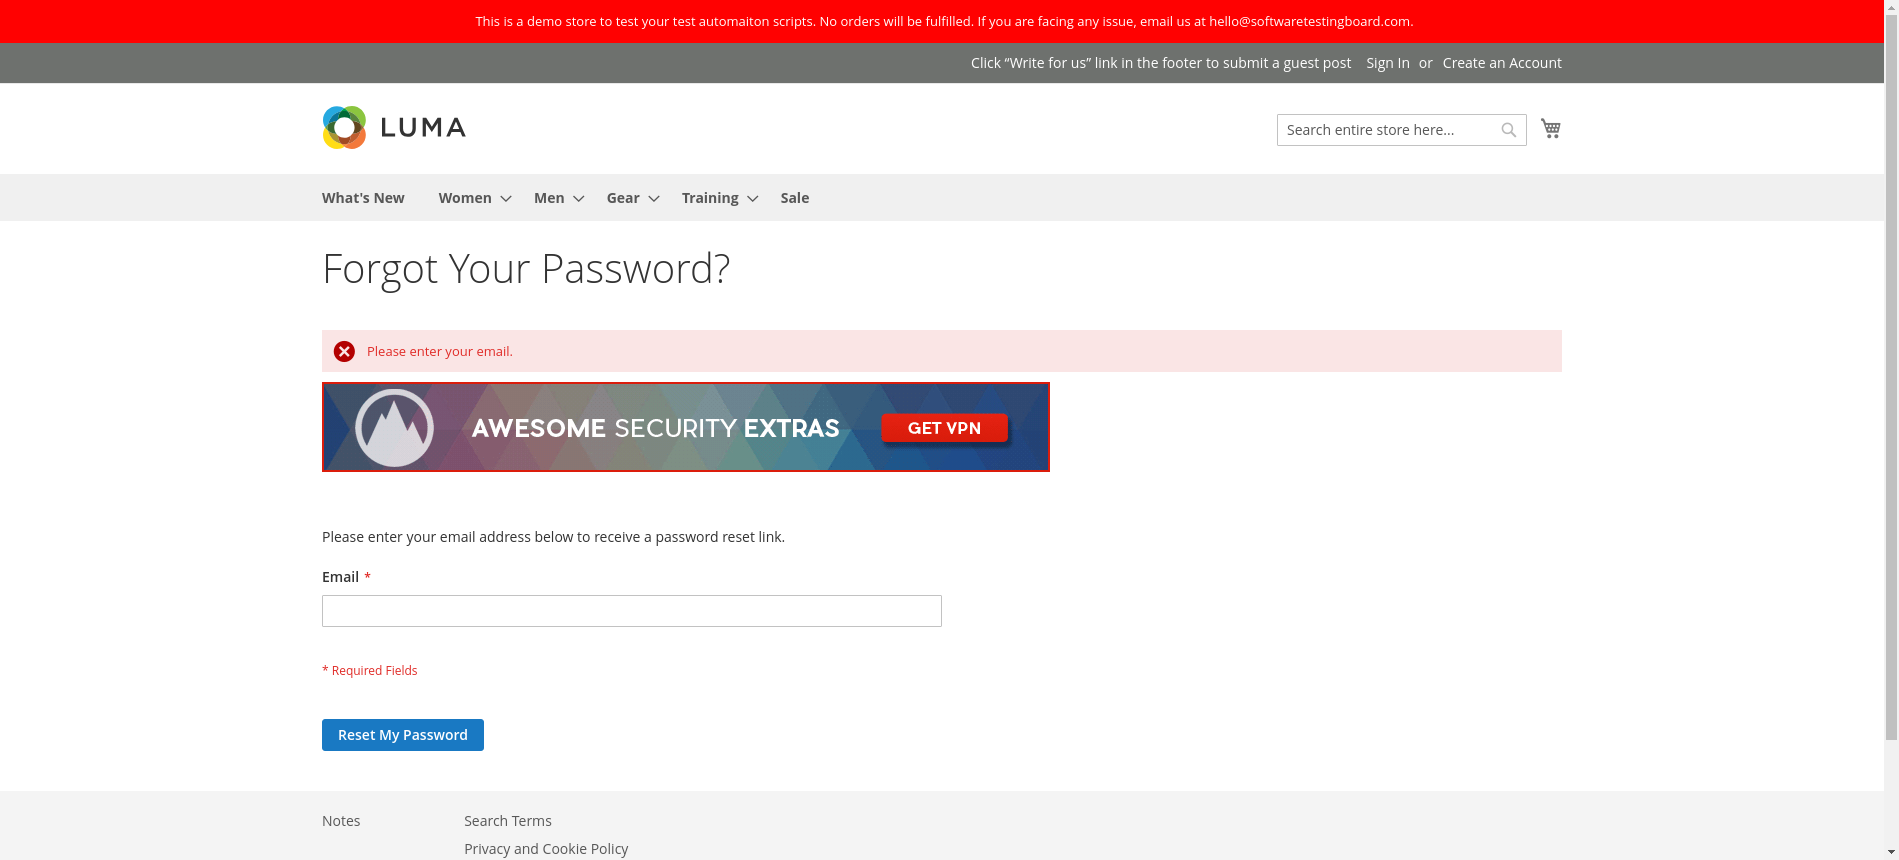 This is a demo store to test your test automaiton scripts. No orders will be fulfilled. If you are facing any issue, email us at hello@softwaretestingboard.com.
Click “Write for us” link in the footer to submit a guest post Sign In or Create an Account
LUMA
Search entire store here...
What's New Women Men Gear Training Sale
Forgot Your Password?
Please enter your email.
AWESOME SECURITY EXTRAS GET VPN
Please enter your email address below to receive a password reset link.
Email *
* Required Fields
Reset My Password
Notes Search Terms
Privacy and Cookie Policy